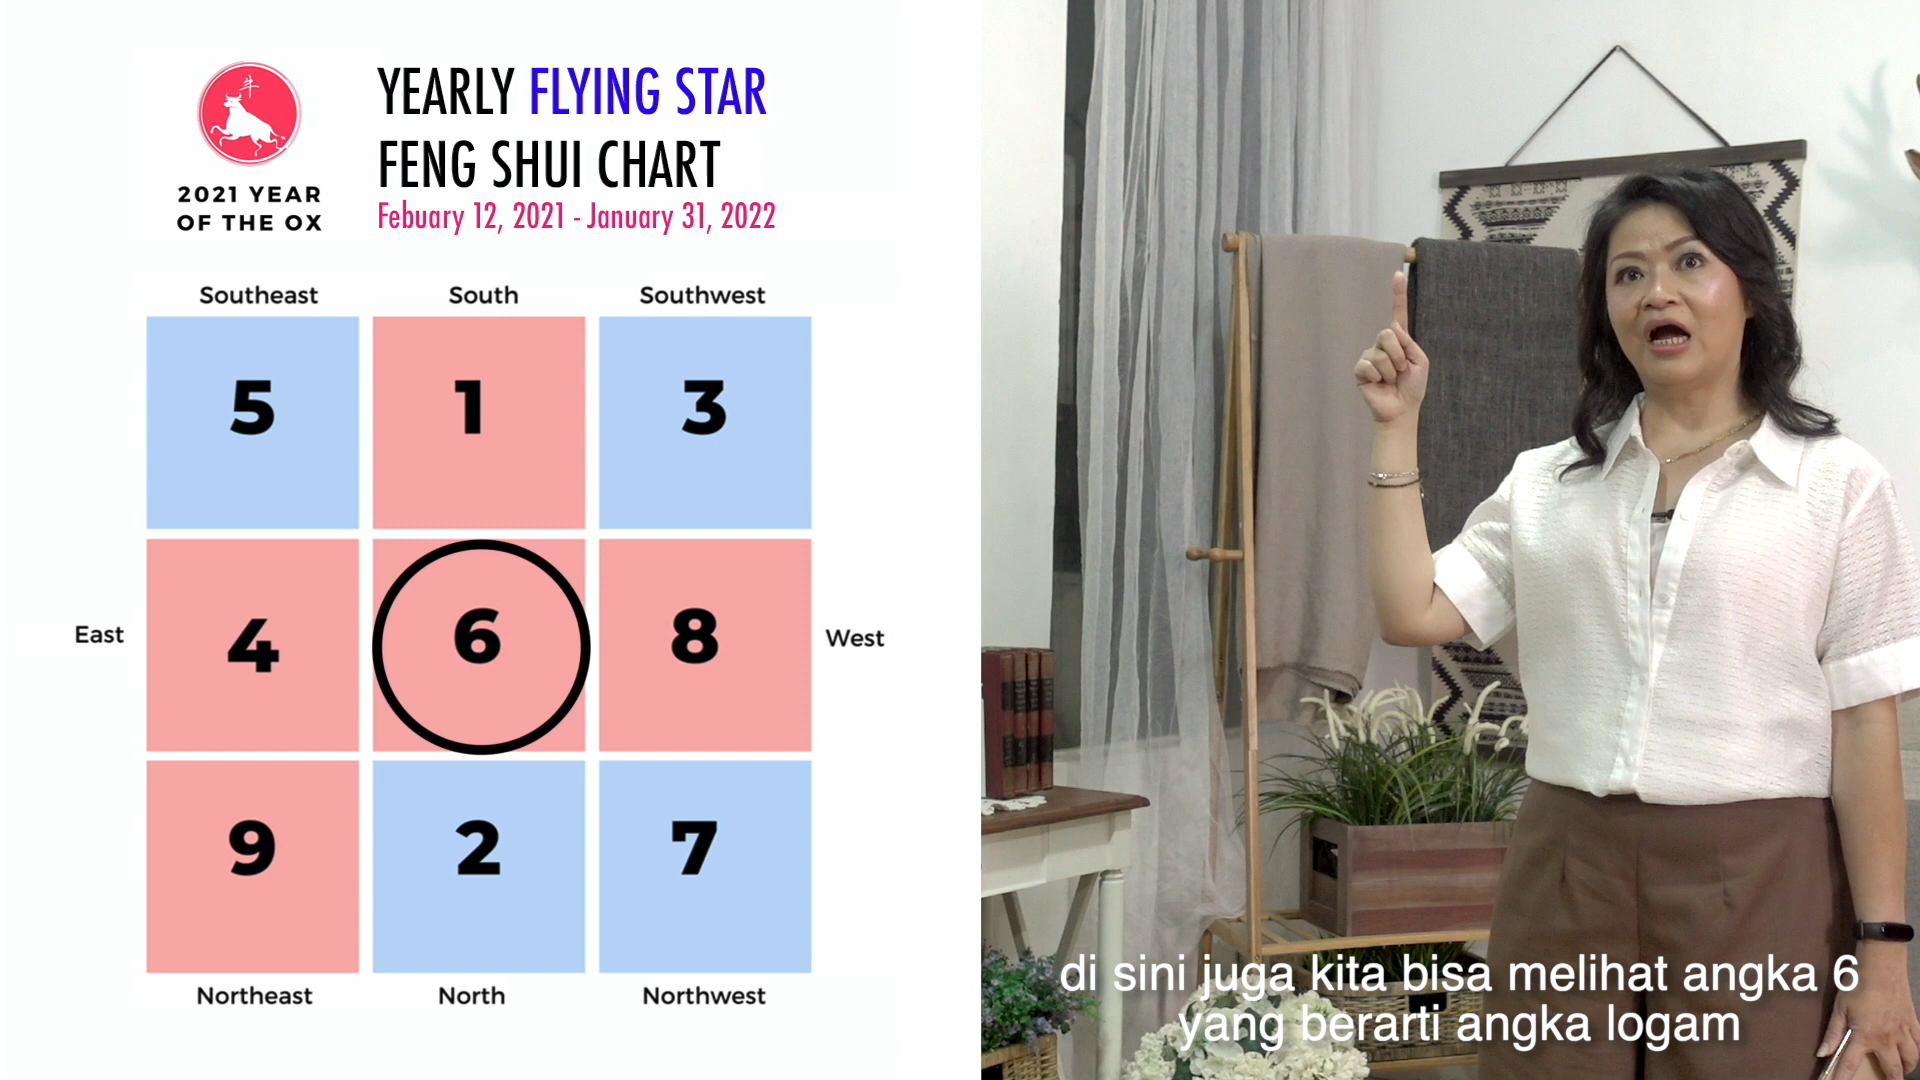 牛
2021 YEAR
OF THE OX
YEARLY FLYING STAR
FENG SHUI CHART
Febuary 12, 2021 - January 31, 2022
Southeast South Southwest
5 1 3
East 4 6 8 West
9 2 7
Northeast North Northwest
di sini juga kita bisa melihat angka 6
yang berarti angka logam